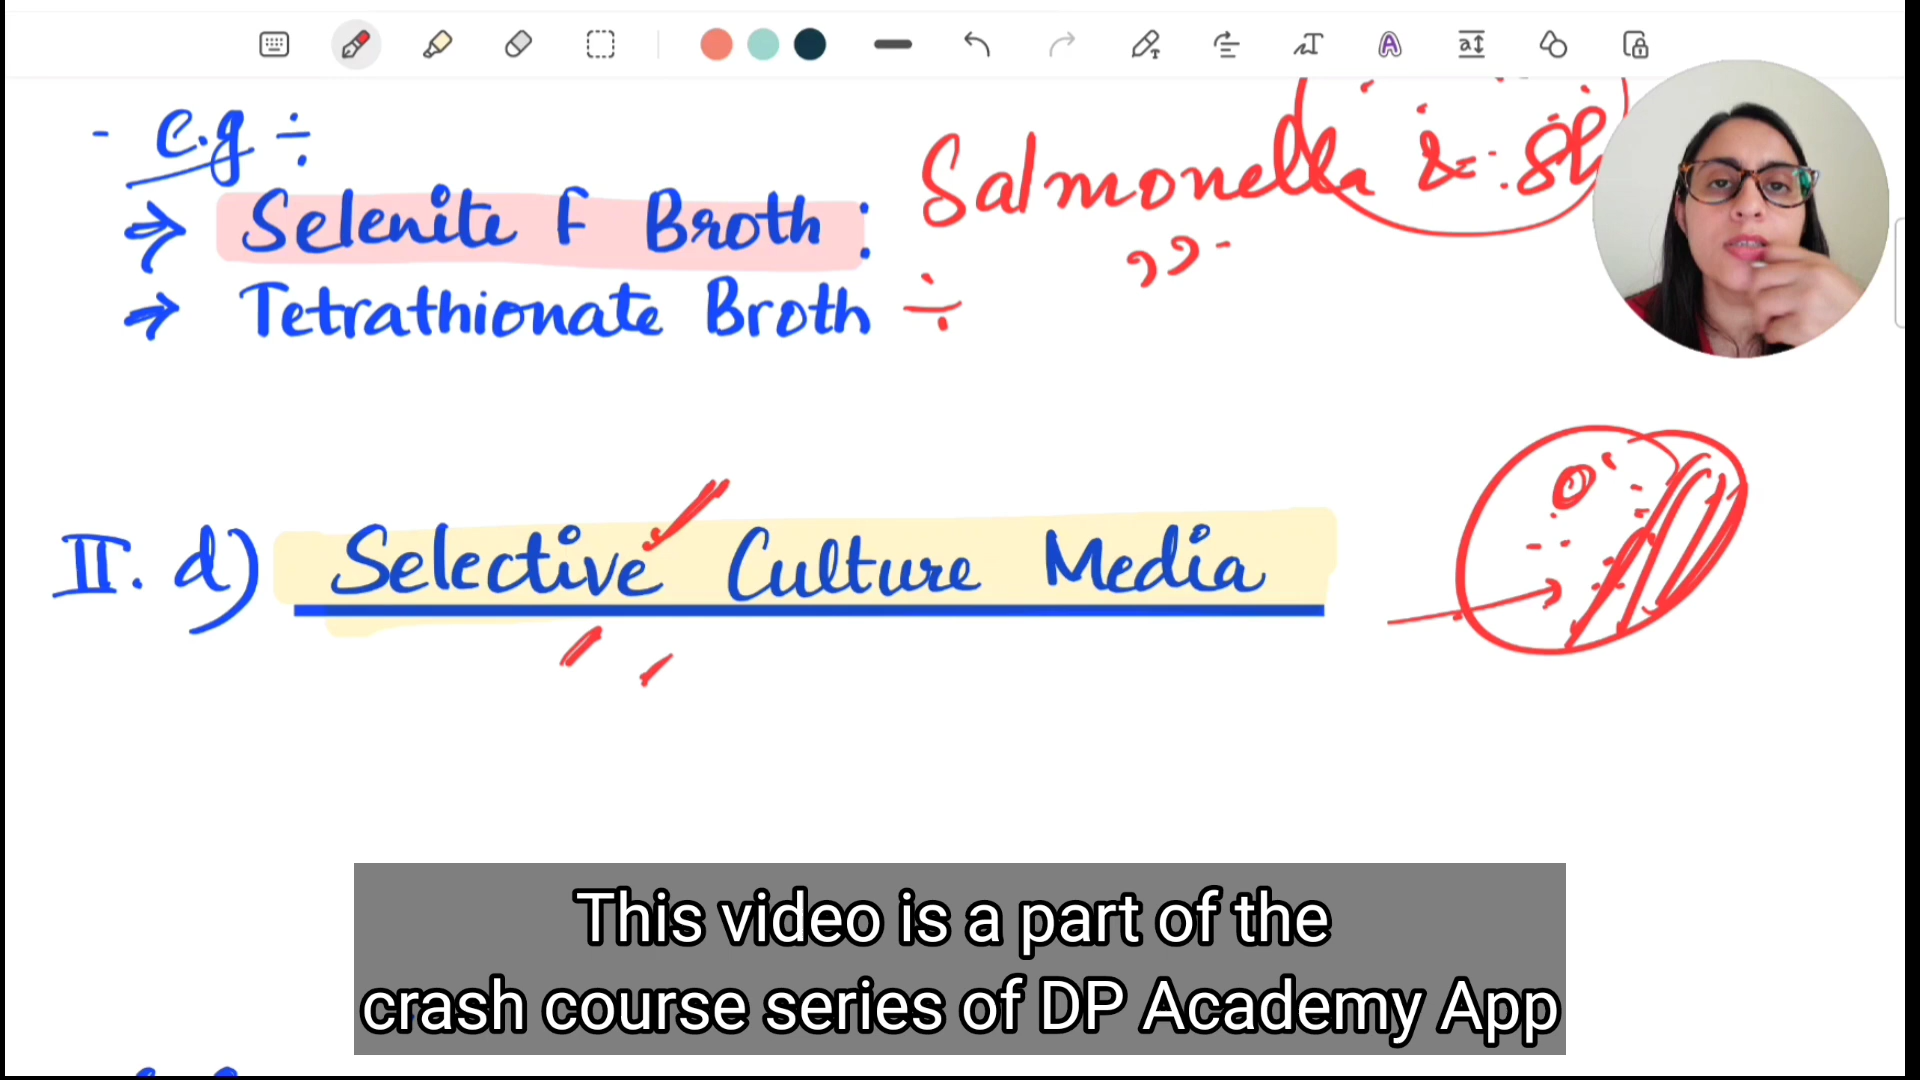 - e.g ÷
→ Selenite F Broth : Salmonella & Sh
→ Tetrathionate Broth ÷ ,, -
II. d) Selective Culture Media
This video is a part of the
crash course series of DP Academy App